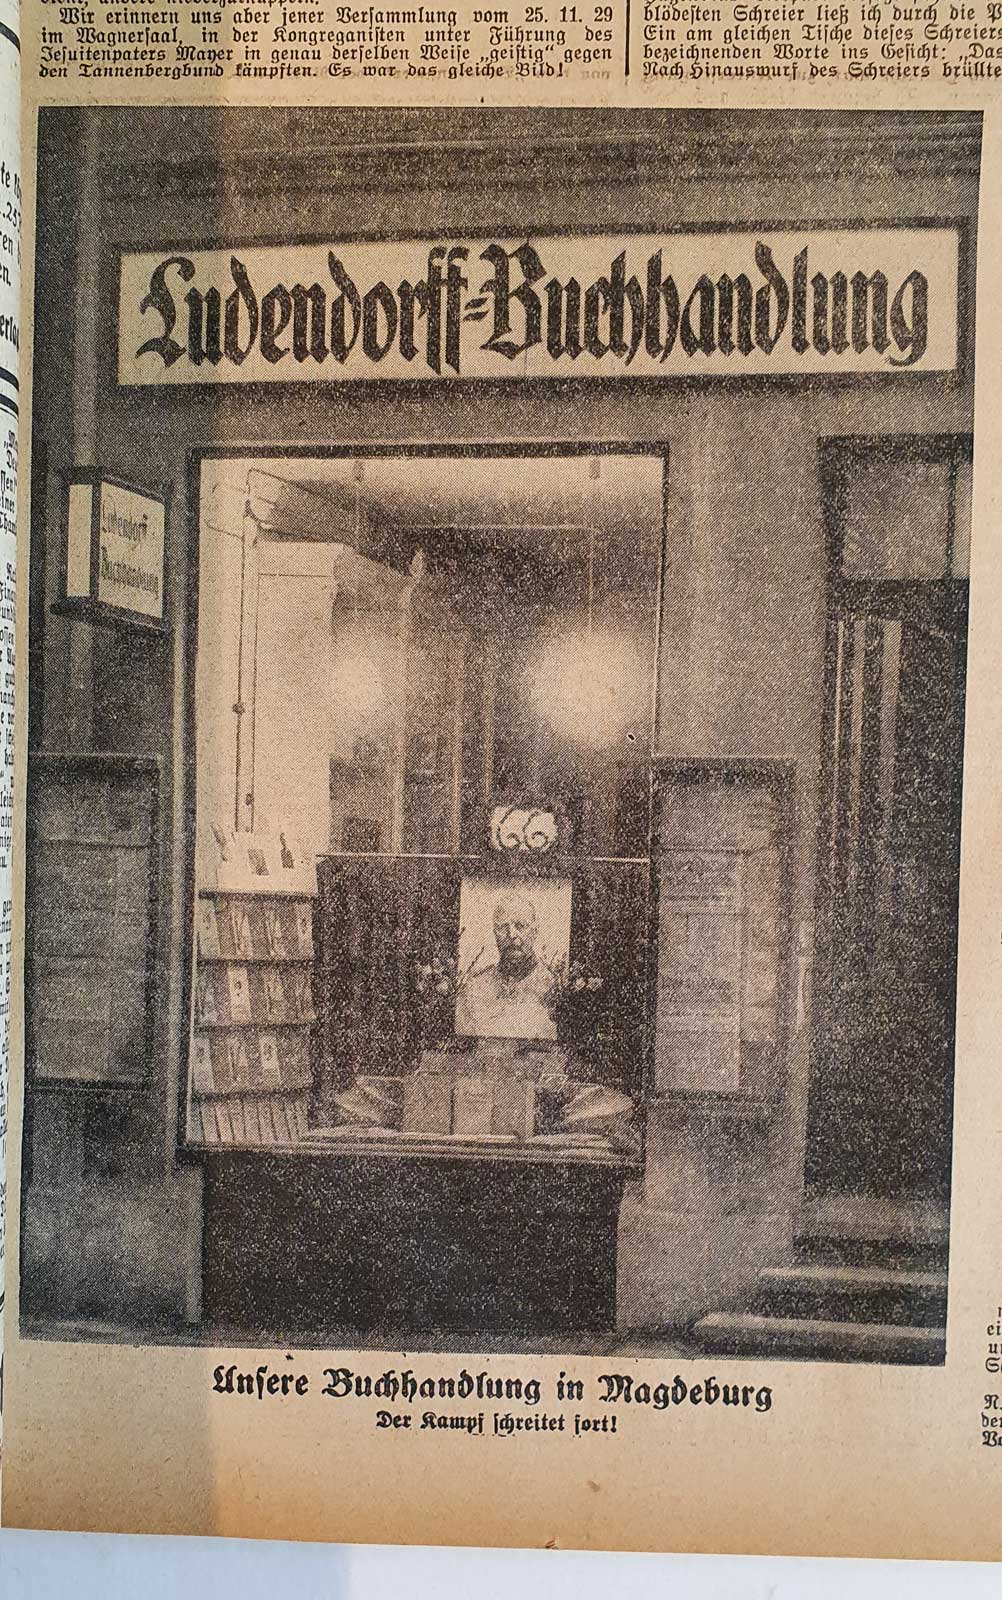 Wir erinnern uns aber jener Versammlung vom 25. 11. 29
im Wagnersaal, in der Kongreganisten unter Führung des
Jesuitenpaters Mayer in genau derselben Weise „geistig“ gegen
den Tannenbergbund kämpften. Es war das gleiche Bild!
blödesten Schreier ließ ich durch die
Ein am gleichen Tische dieses Schreiers
bezeichnenden Worte ins Gesicht: „Das
Nach Hinauswurf des Schreiers brüllte
Ludendorff=Buchhandlung
Ludendorff
Buchhandlung
66
Unsere Buchhandlung in Magdeburg
Der Kampf schreitet fort!